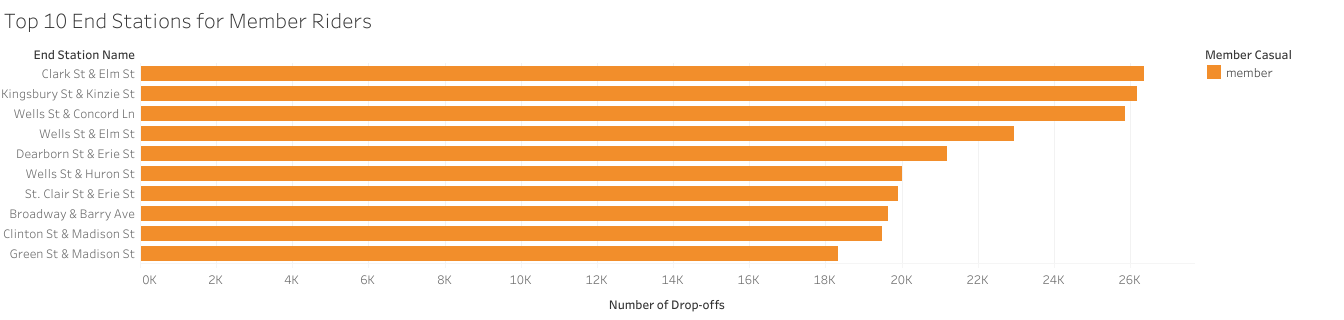 Top 10 End Stations for Member Riders
End Station Name
Clark St & Elm St
Kingsbury St & Kinzie St
Wells St & Concord Ln
Wells St & Elm St
Dearborn St & Erie St
Wells St & Huron St
St. Clair St & Erie St
Broadway & Barry Ave
Clinton St & Madison St
Green St & Madison St
0K 2K 4K 6K 8K 10K 12K 14K 16K 18K 20K 22K 24K 26K
Number of Drop-offs
Member Casual
member